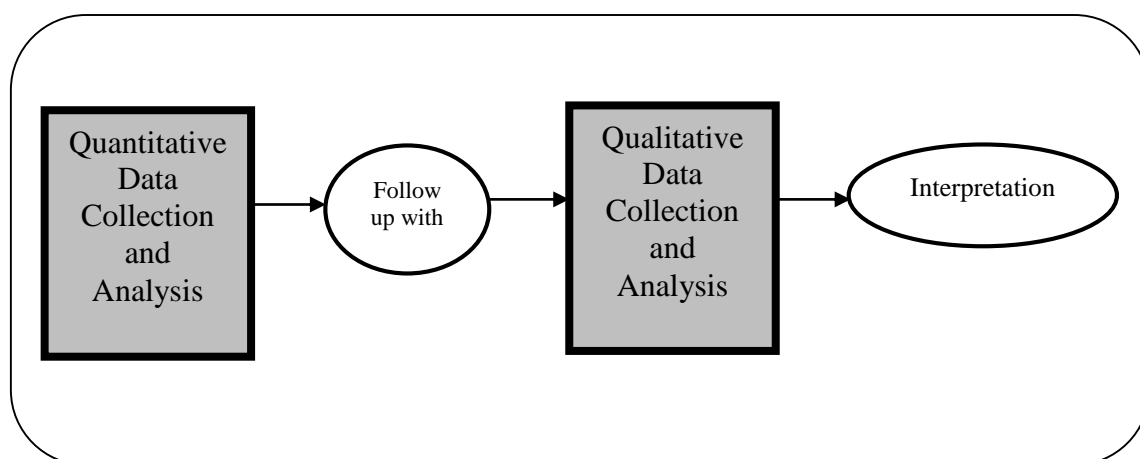 Quantitative
Data
Collection
and
Analysis
Follow
up with
Qualitative
Data
Collection
and
Analysis
Interpretation